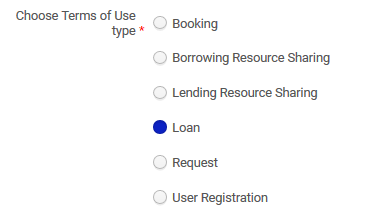 Choose Terms of Use
type *
Booking
Borrowing Resource Sharing
Lending Resource Sharing
Loan
Request
User Registration